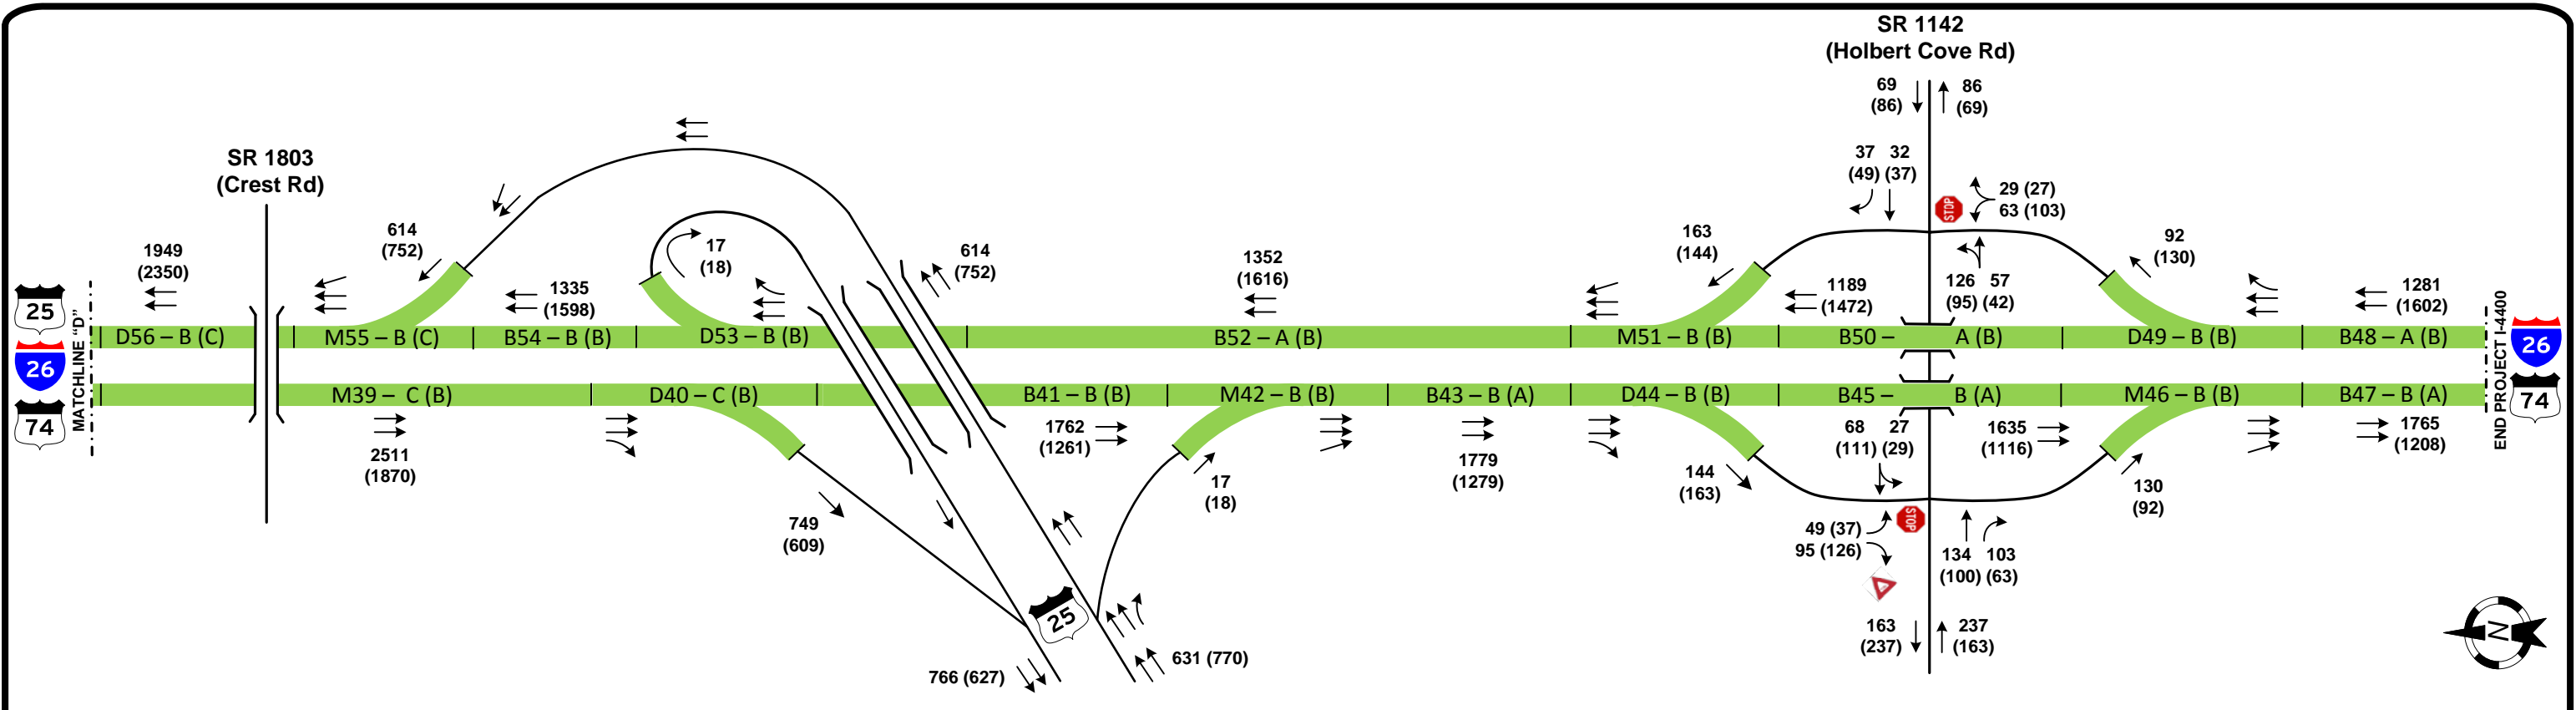 SR 1142
(Holbert Cove Rd)
69
(86)
86
(69)
SR 1803
(Crest Rd)
37 32
(49) (37)
STOP
29 (27)
63 (103)
614
(752)
17
(18)
614
(752)
1352
(1616)
163
(144)
126 57
(95) (42)
92
(130)
1949
(2350)
1335
(1598)
1189
(1472)
1281
(1602)
25
26
74
MATCHLINE "D"
D56 – B (C)
M55 – B (C)
B54 – B (B)
D53 – B (B)
B52 – A (B)
M51 – B (B)
B50 – A (B)
D49 – B (B)
B48 – A (B)
END PROJECT I-4400
26
74
M39 – C (B)
D40 – C (B)
B41 – B (B)
M42 – B (B)
B43 – B (A)
D44 – B (B)
B45 – B (A)
M46 – B (B)
B47 – B (A)
2511
(1870)
1762
(1261)
1779
(1279)
68 27
(111) (29)
1635
(1116)
1765
(1208)
749
(609)
17
(18)
144
(163)
130
(92)
STOP
49 (37)
95 (126)
134 103
(100) (63)
25
766 (627)
631 (770)
163
(237)
237
(163)
N